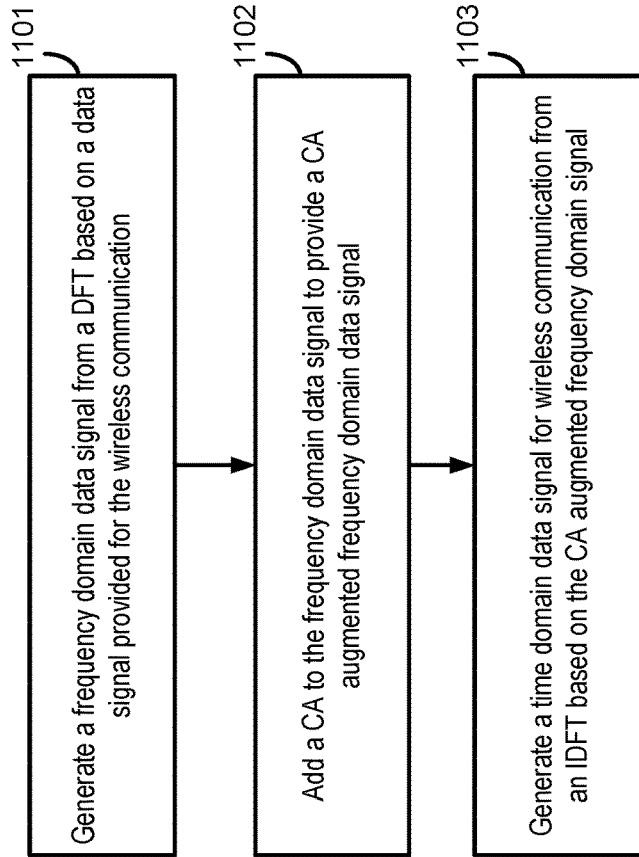 1101
Generate a frequency domain data signal from a DFT based on a data
signal provided for the wireless communication
1102
Add a CA to the frequency domain data signal to provide a CA
augmented frequency domain data signal
1103
Generate a time domain data signal for wireless communication from
an IDFT based on the CA augmented frequency domain signal